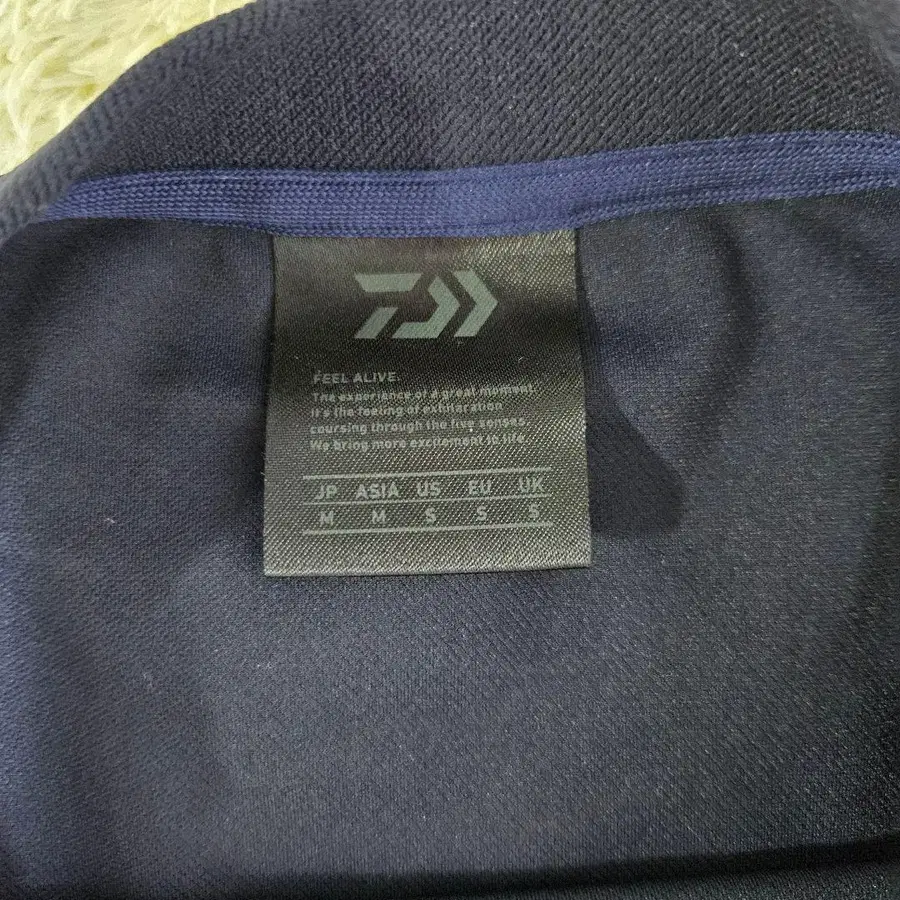 FEEL ALIVE.
The experience of a great moment.
It's the feeling of exhilaration
coursing through the five senses.
We bring more excitement to life.
JP ASIA US EU UK
M M S S S